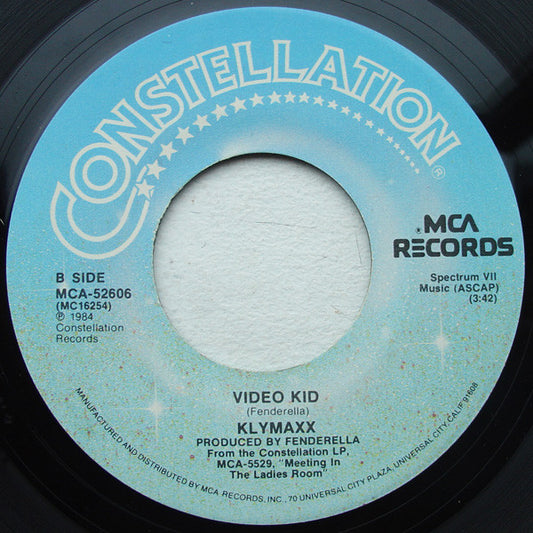 CONSTELLATION®
MCA
RECORDS
B SIDE
MCA-52606
(MC16254)
℗ 1984
Constellation
Records
Spectrum VII
Music (ASCAP)
(3:42)
VIDEO KID
(Fenderella)
KLYMAXX
PRODUCED BY FENDERELLA
From the Constellation LP,
MCA-5529, "Meeting In
The Ladies Room"
MANUFACTURED AND DISTRIBUTED BY MCA RECORDS, INC., 70 UNIVERSAL CITY PLAZA, UNIVERSAL CITY, CALIF. 91608